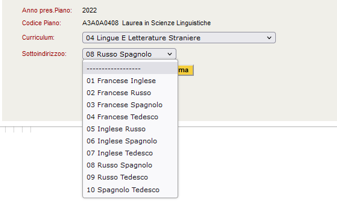 Anno pres.Piano: 2022
Codice Piano: A3A0A0408 Laurea in Scienze Linguistiche
Curriculum: 04 Lingue E Letterature Straniere
Sottoindirizzo: 08 Russo Spagnolo
------------------
01 Francese Inglese
02 Francese Russo
03 Francese Spagnolo
04 Francese Tedesco
05 Inglese Russo
06 Inglese Spagnolo
07 Inglese Tedesco
08 Russo Spagnolo
09 Russo Tedesco
10 Spagnolo Tedesco